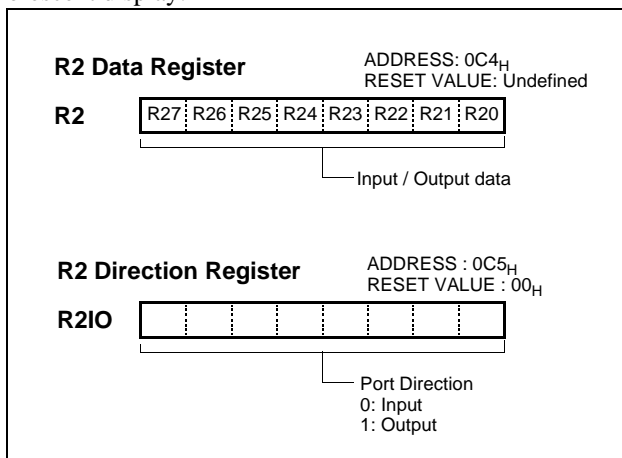 R2 Data Register
ADDRESS: 0C4H
RESET VALUE: Undefined
R2
R27 R26 R25 R24 R23 R22 R21 R20
Input / Output data
R2 Direction Register
ADDRESS : 0C5H
RESET VALUE : 00H
R2IO
Port Direction
0: Input
1: Output